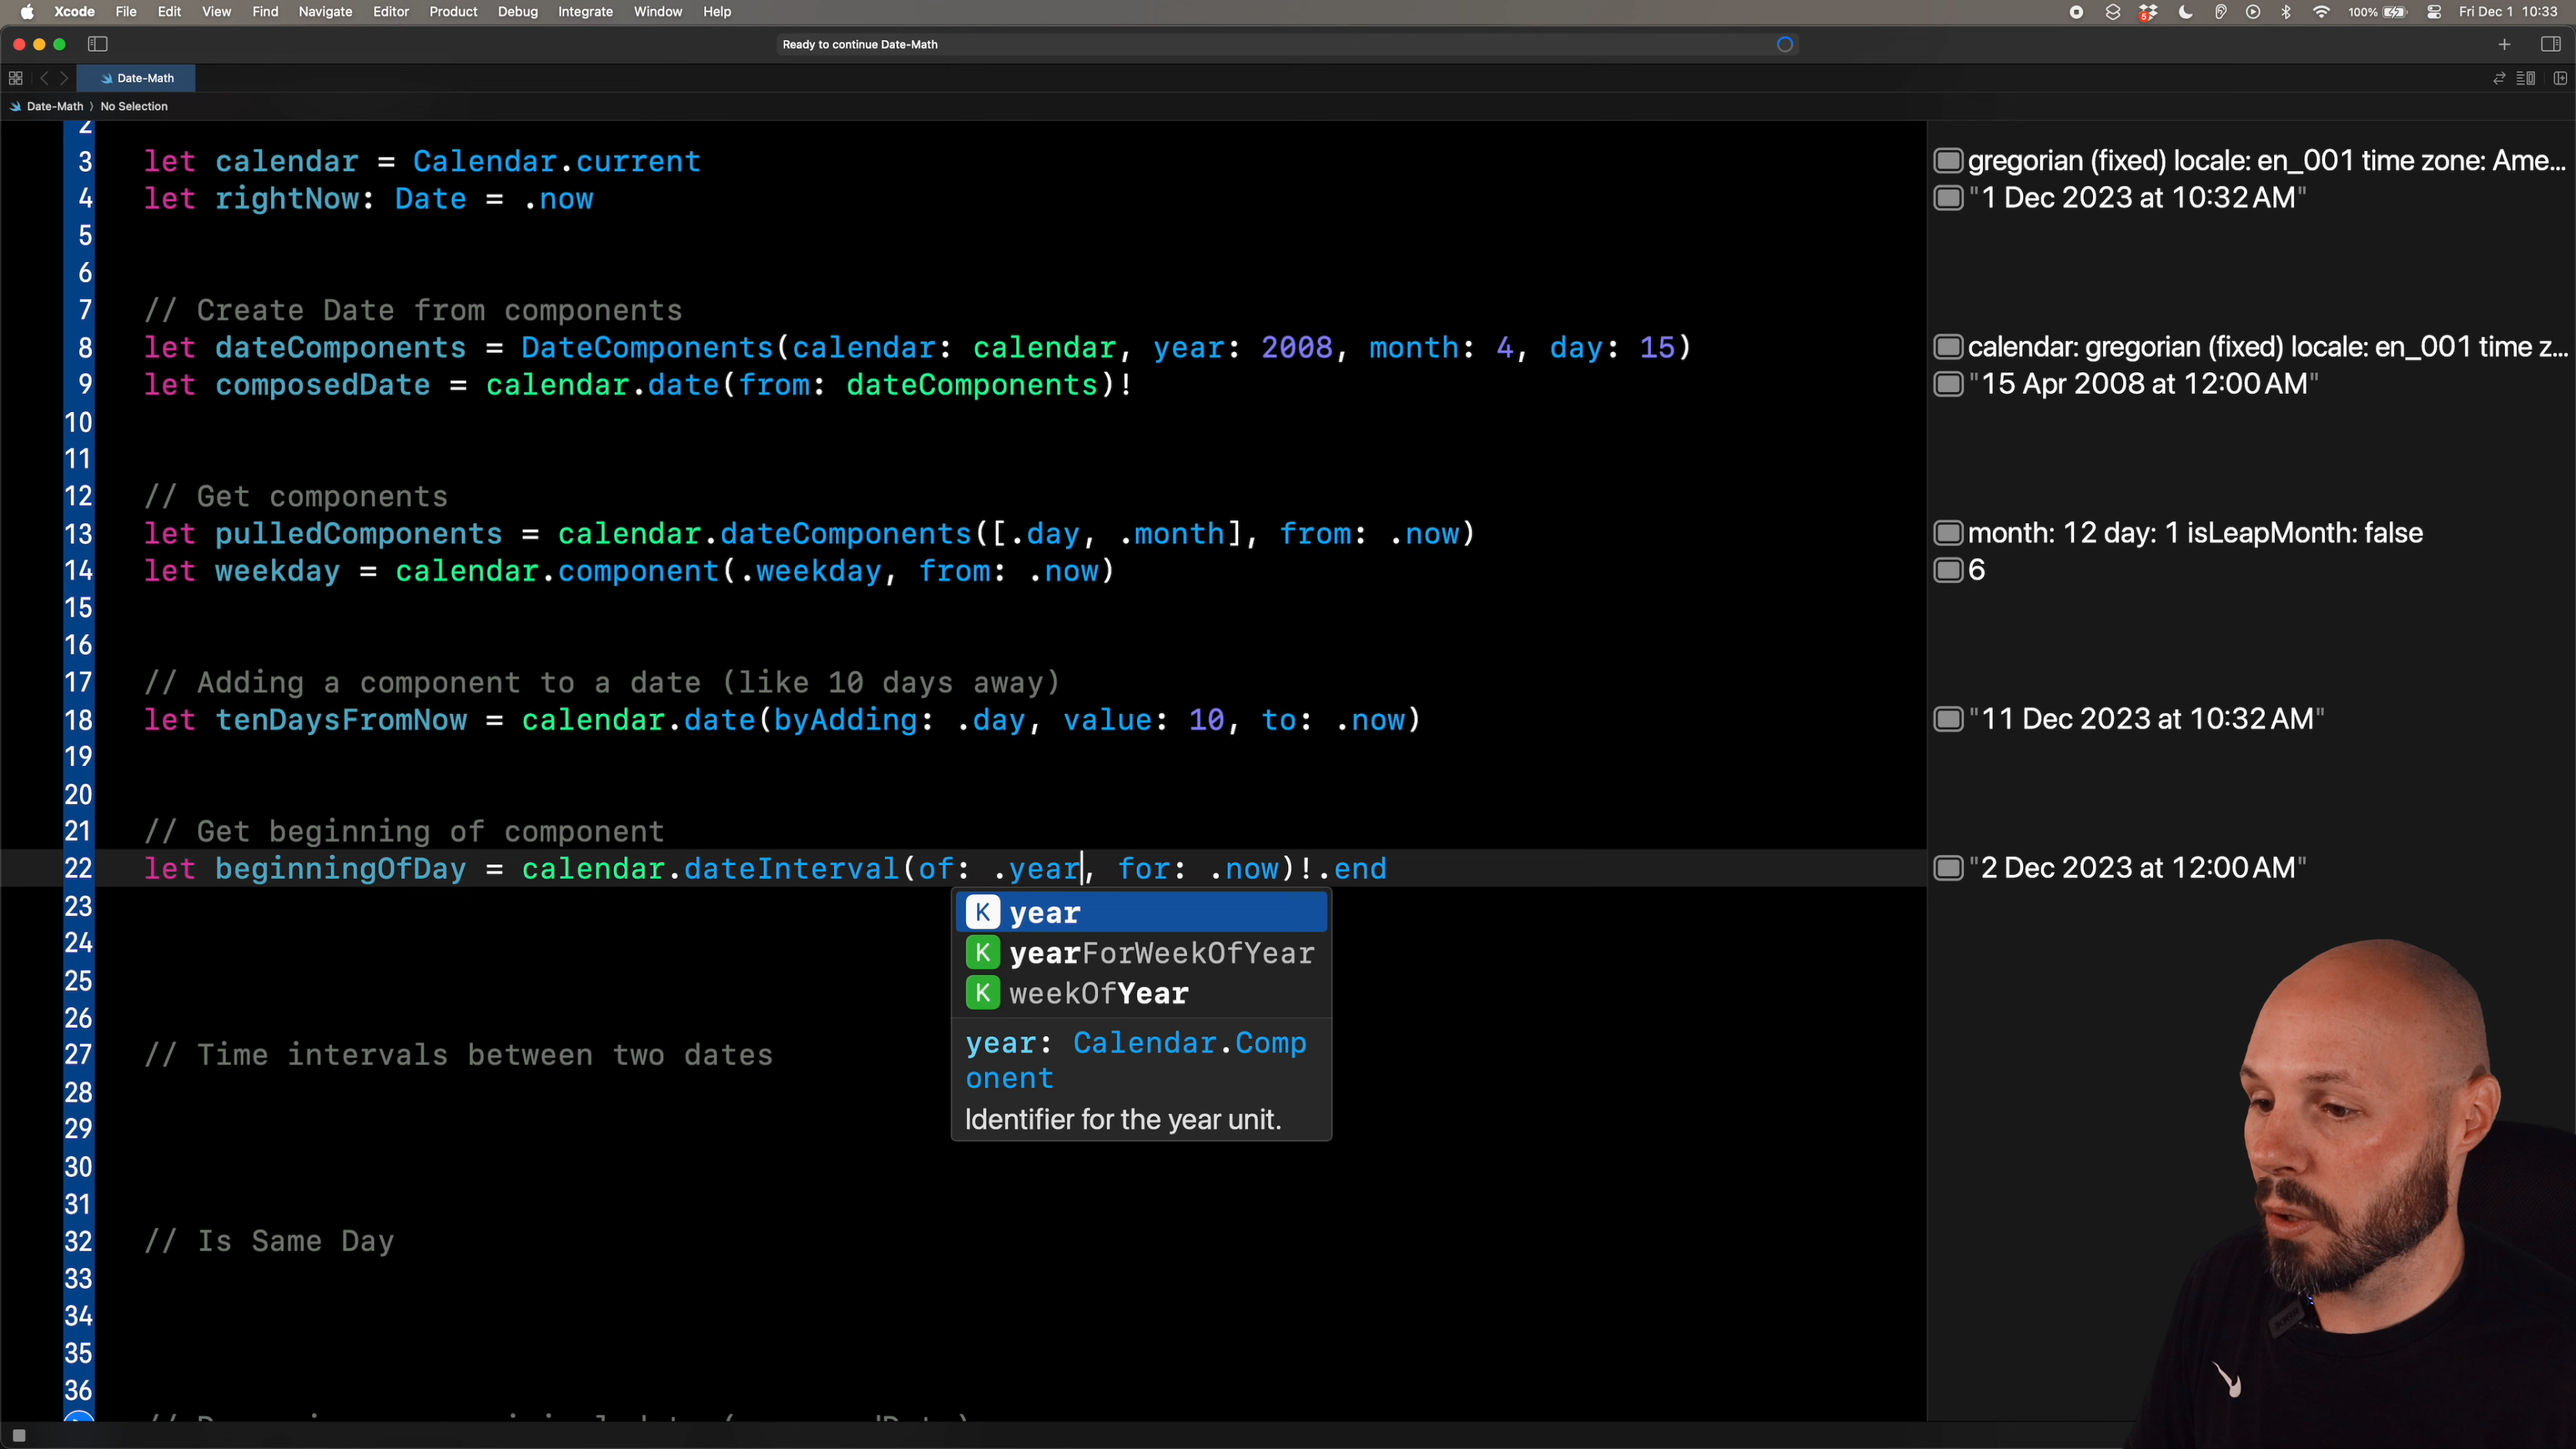 Xcode File Edit View Find Navigate Editor Product Debug Integrate Window Help
5 100% Fri Dec 1 10:33
Ready to continue Date-Math
Date-Math
Date-Math 〉 No Selection
2
3 let calendar = Calendar.current
gregorian (fixed) locale: en_001 time zone: Ame...
4 let rightNow: Date = .now
"1 Dec 2023 at 10:32 AM"
5
6
7 // Create Date from components
8 let dateComponents = DateComponents(calendar: calendar, year: 2008, month: 4, day: 15)
calendar: gregorian (fixed) locale: en_001 time z...
9 let composedDate = calendar.date(from: dateComponents)!
"15 Apr 2008 at 12:00 AM"
10
11
12 // Get components
13 let pulledComponents = calendar.dateComponents([.day, .month], from: .now)
month: 12 day: 1 isLeapMonth: false
14 let weekday = calendar.component(.weekday, from: .now)
6
15
16
17 // Adding a component to a date (like 10 days away)
18 let tenDaysFromNow = calendar.date(byAdding: .day, value: 10, to: .now)
"11 Dec 2023 at 10:32 AM"
19
20
21 // Get beginning of component
22 let beginningOfDay = calendar.dateInterval(of: .year, for: .now)!.end
"2 Dec 2023 at 12:00 AM"
23
K year
24
K yearForWeekOfYear
25
K weekOfYear
26
27 // Time intervals between two dates
year: Calendar.Comp
onent
28
Identifier for the year unit.
29
30
31
32 // Is Same Day
33
34
35
36